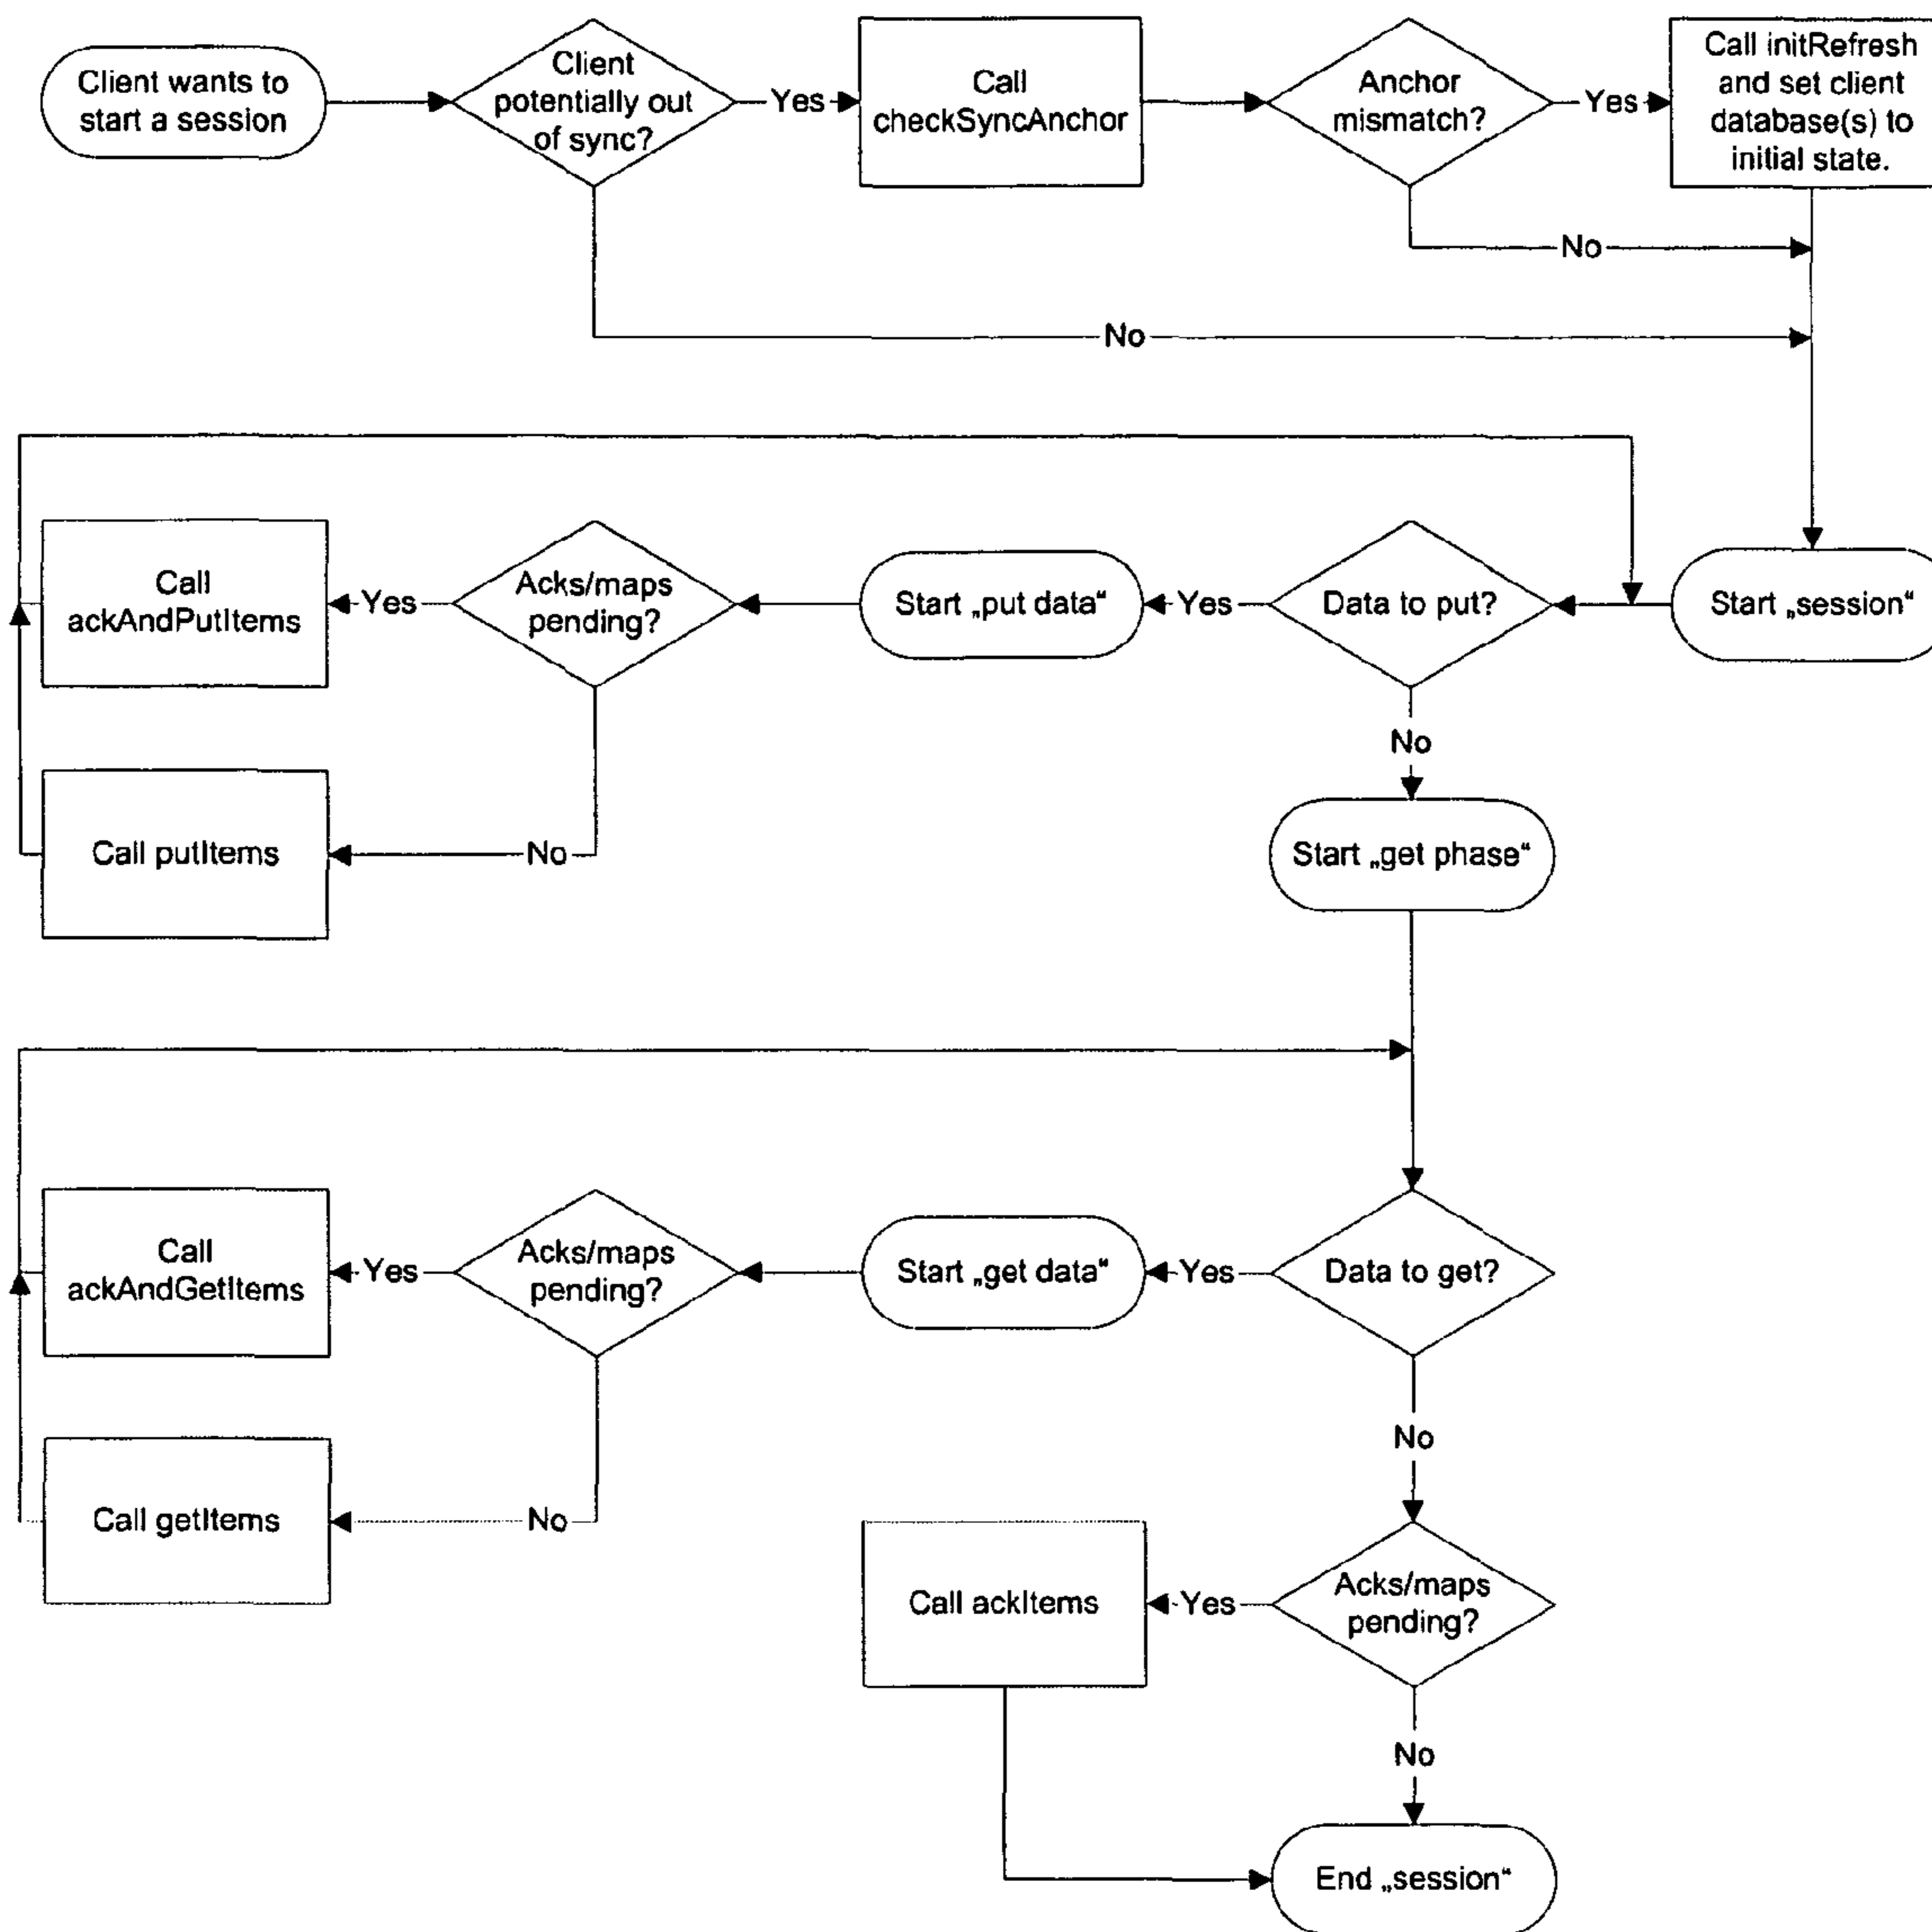 Client wants to
start a session
Client
potentially out
of sync?
Yes
Call
checkSyncAnchor
Anchor
mismatch?
Yes
Call initRefresh
and set client
database(s) to
initial state.
No
No
Call
ackAndPutItems
Yes
Acks/maps
pending?
Start „put data“
Yes
Data to put?
Start „session“
No
Call putItems
No
Start „get phase“
Call
ackAndGetItems
Yes
Acks/maps
pending?
Start „get data“
Yes
Data to get?
No
Call getItems
No
Call ackItems
Yes
Acks/maps
pending?
No
End „session“